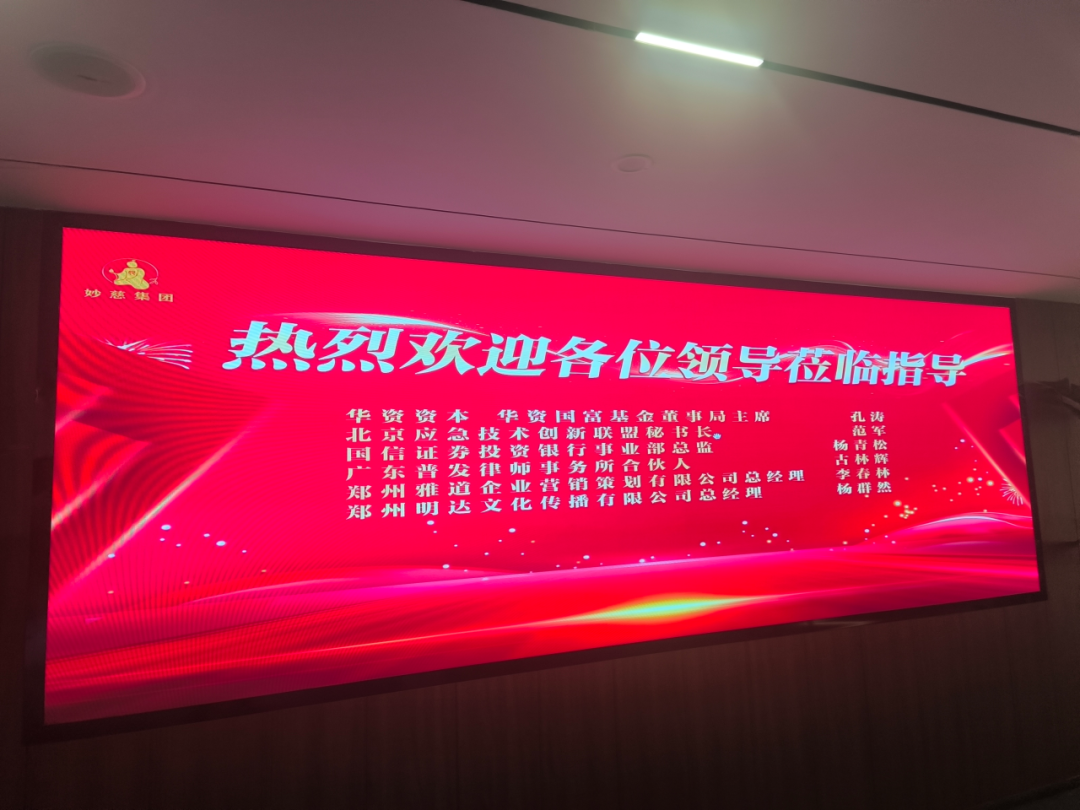 妙慈集团
热烈欢迎各位领导莅临指导
华资资本 华资国富基金董事局主席 孔涛
北京应急技术创新联盟秘书长 范军
国信证券投资银行事业部总监 杨青松
广东普发律师事务所合伙人 古林辉
郑州雅道企业营销策划有限公司总经理 李春林
郑州明达文化传播有限公司总经理 杨群然